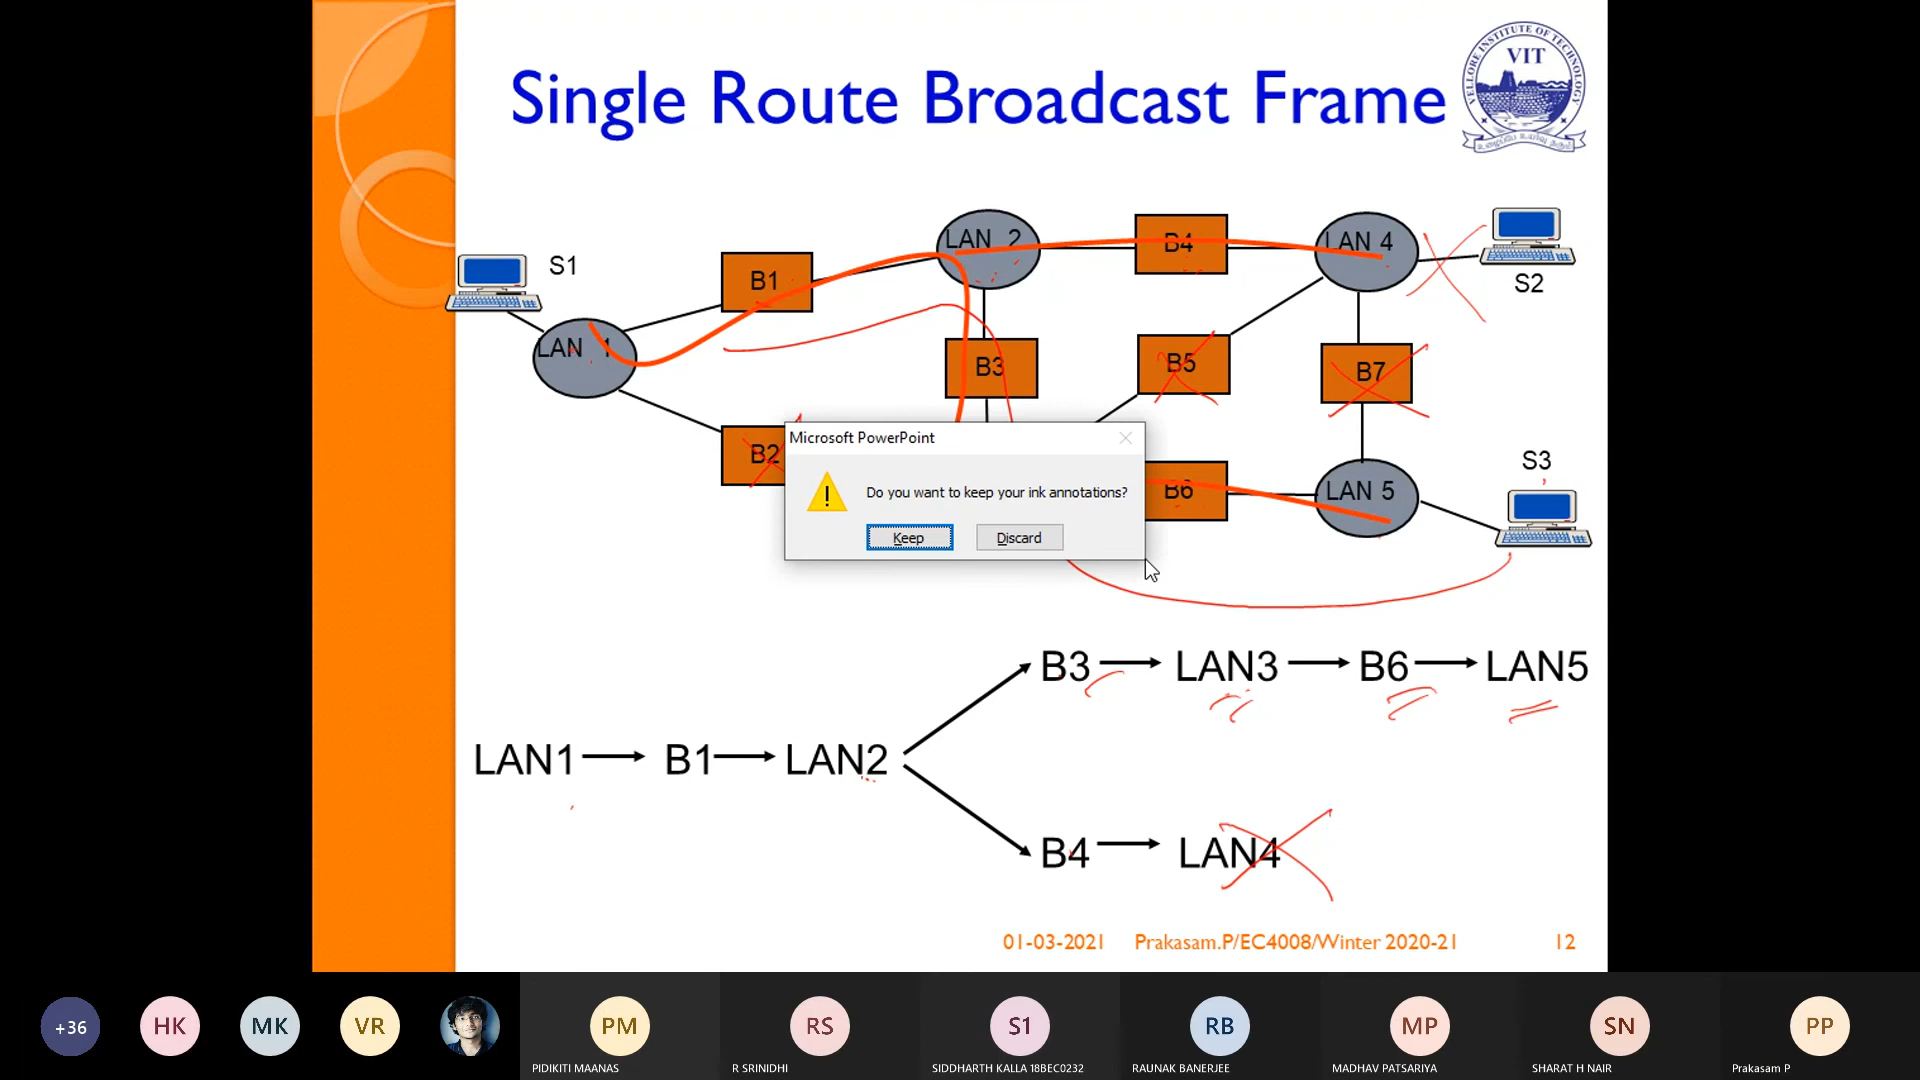 Single Route Broadcast Frame
VELLORE INSTITUTE OF TECHNOLOGY
VIT
S1
B1
LAN 2
B4
LAN 4
S2
LAN 1
B3
B5
B7
B2
Microsoft PowerPoint
Do you want to keep your ink annotations?
Keep
Discard
B6
LAN 5
S3
B3 LAN3 B6 LAN5
LAN1 B1 LAN2
B4 LAN4
01-03-2021 Prakasam.P/EC4008/Winter 2020-21 12
+36 HK MK VR PM RS S1 RB MP SN PP
PIDIKITI MAANAS R SRINIDHI SIDDHARTH KALLA 18BEC0232 RAUNAK BANERJEE MADHAV PATSARIYA SHARAT H NAIR Prakasam P